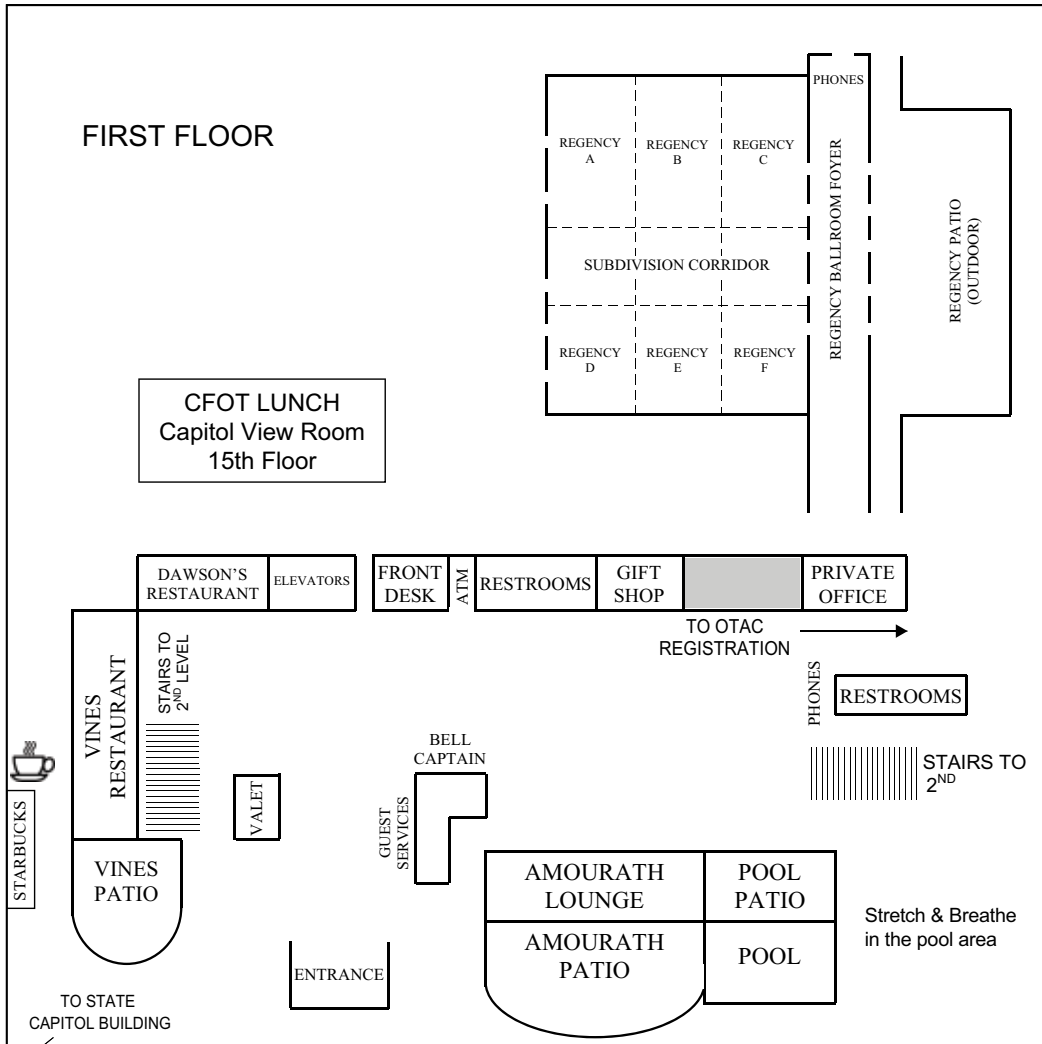 FIRST FLOOR
PHONES
REGENCY
A
REGENCY
B
REGENCY
C
SUBDIVISION CORRIDOR
REGENCY
D
REGENCY
E
REGENCY
F
REGENCY BALLROOM FOYER
REGENCY PATIO
(OUTDOOR)
CFOT LUNCH
Capitol View Room
15th Floor
DAWSON'S
RESTAURANT
ELEVATORS
FRONT
DESK
ATM
RESTROOMS
GIFT
SHOP
PRIVATE
OFFICE
TO OTAC
REGISTRATION
STAIRS TO
2ND LEVEL
VINES
RESTAURANT
PHONES
RESTROOMS
STAIRS TO
2ND
BELL
CAPTAIN
GUEST
SERVICES
VALET
STARBUCKS
VINES
PATIO
AMOURATH
LOUNGE
POOL
PATIO
AMOURATH
PATIO
POOL
Stretch & Breathe
in the pool area
ENTRANCE
TO STATE
CAPITOL BUILDING